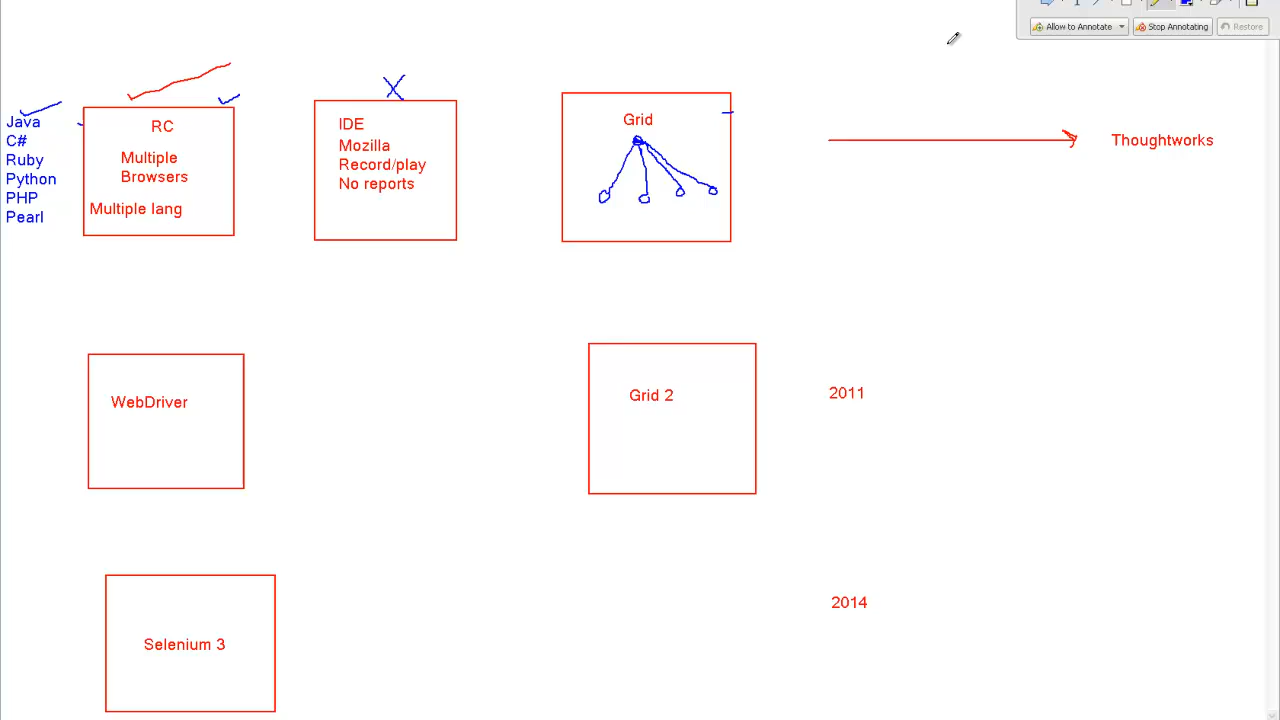 Allow to Annotate
Stop Annotating
Restore
Java
C#
Ruby
Python
PHP
Pearl
RC
Multiple
Browsers
Multiple lang
IDE
Mozilla
Record/play
No reports
Grid
Thoughtworks
WebDriver
Grid 2
2011
Selenium 3
2014